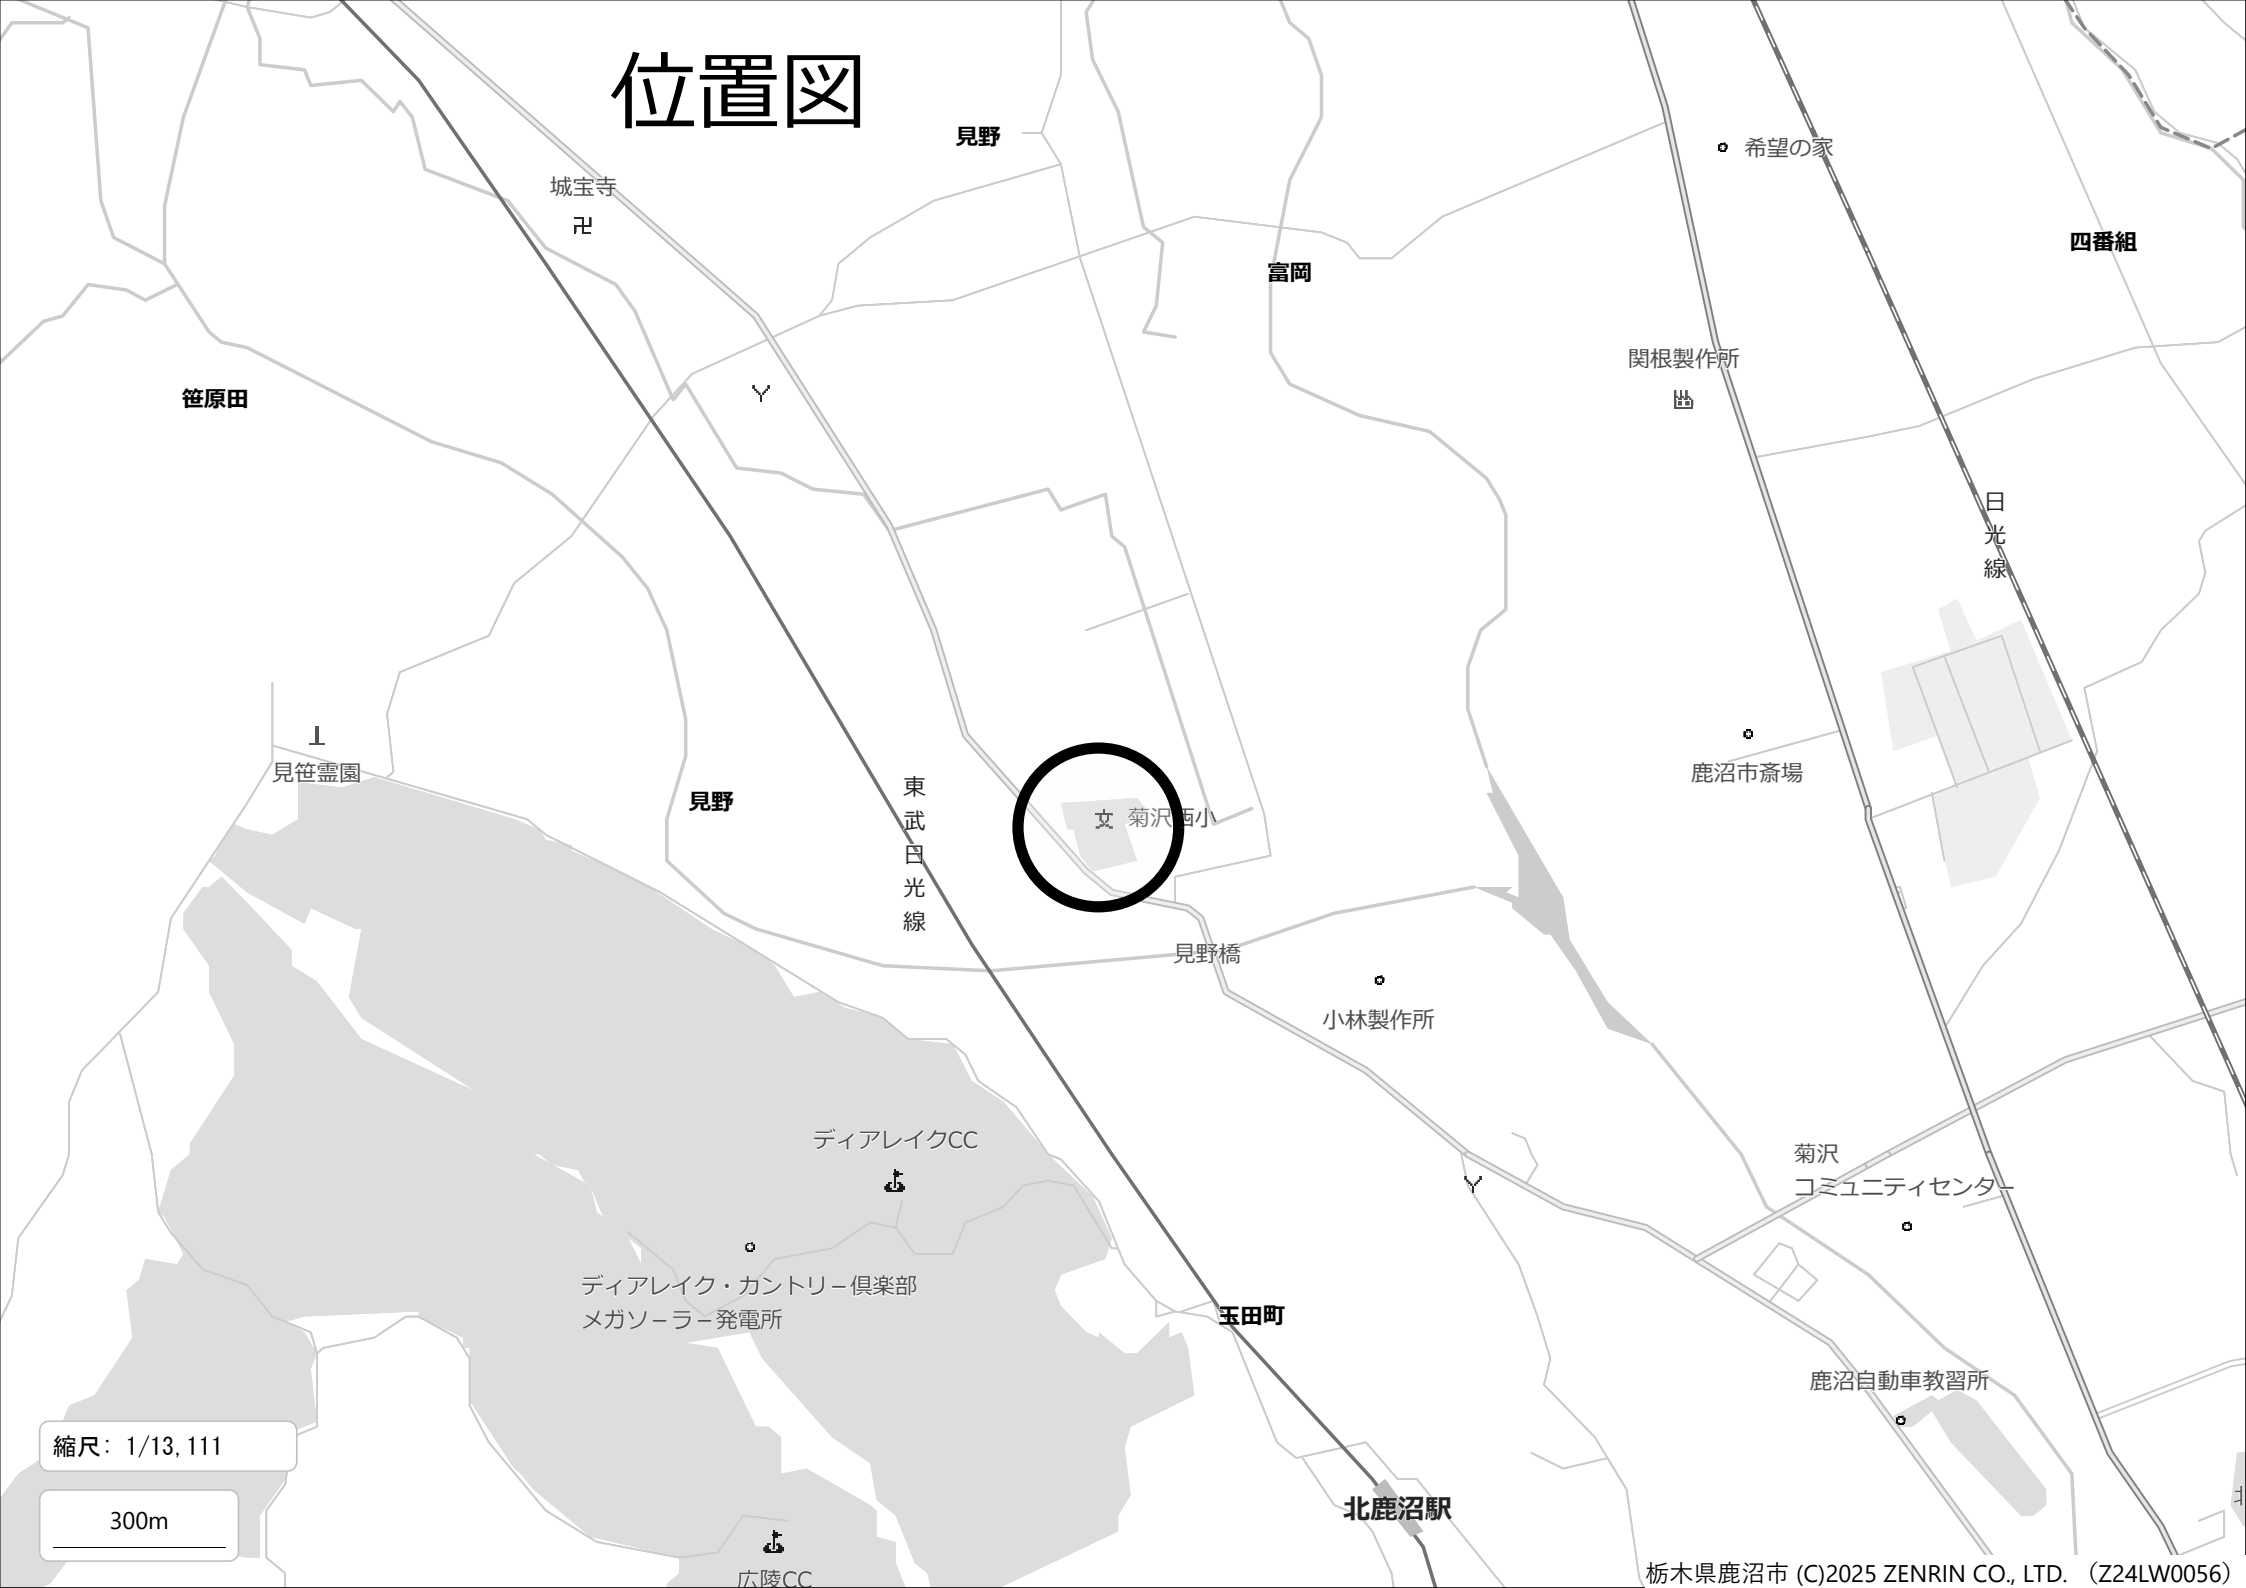 位置図
見野
希望の家
城宝寺
四番組
富岡
関根製作所
笹原田
日光線
鹿沼市斎場
見笹霊園
見野
東武日光線
菊沢西小
見野橋
小林製作所
ディアレイクCC
菊沢
コミュニティセンター
ディアレイク・カントリー倶楽部
メガソーラー発電所
玉田町
鹿沼自動車教習所
縮尺: 1/13,111
300m
北鹿沼駅
広陵CC
栃木県鹿沼市 (C)2025 ZENRIN CO., LTD. （Z24LW0056）